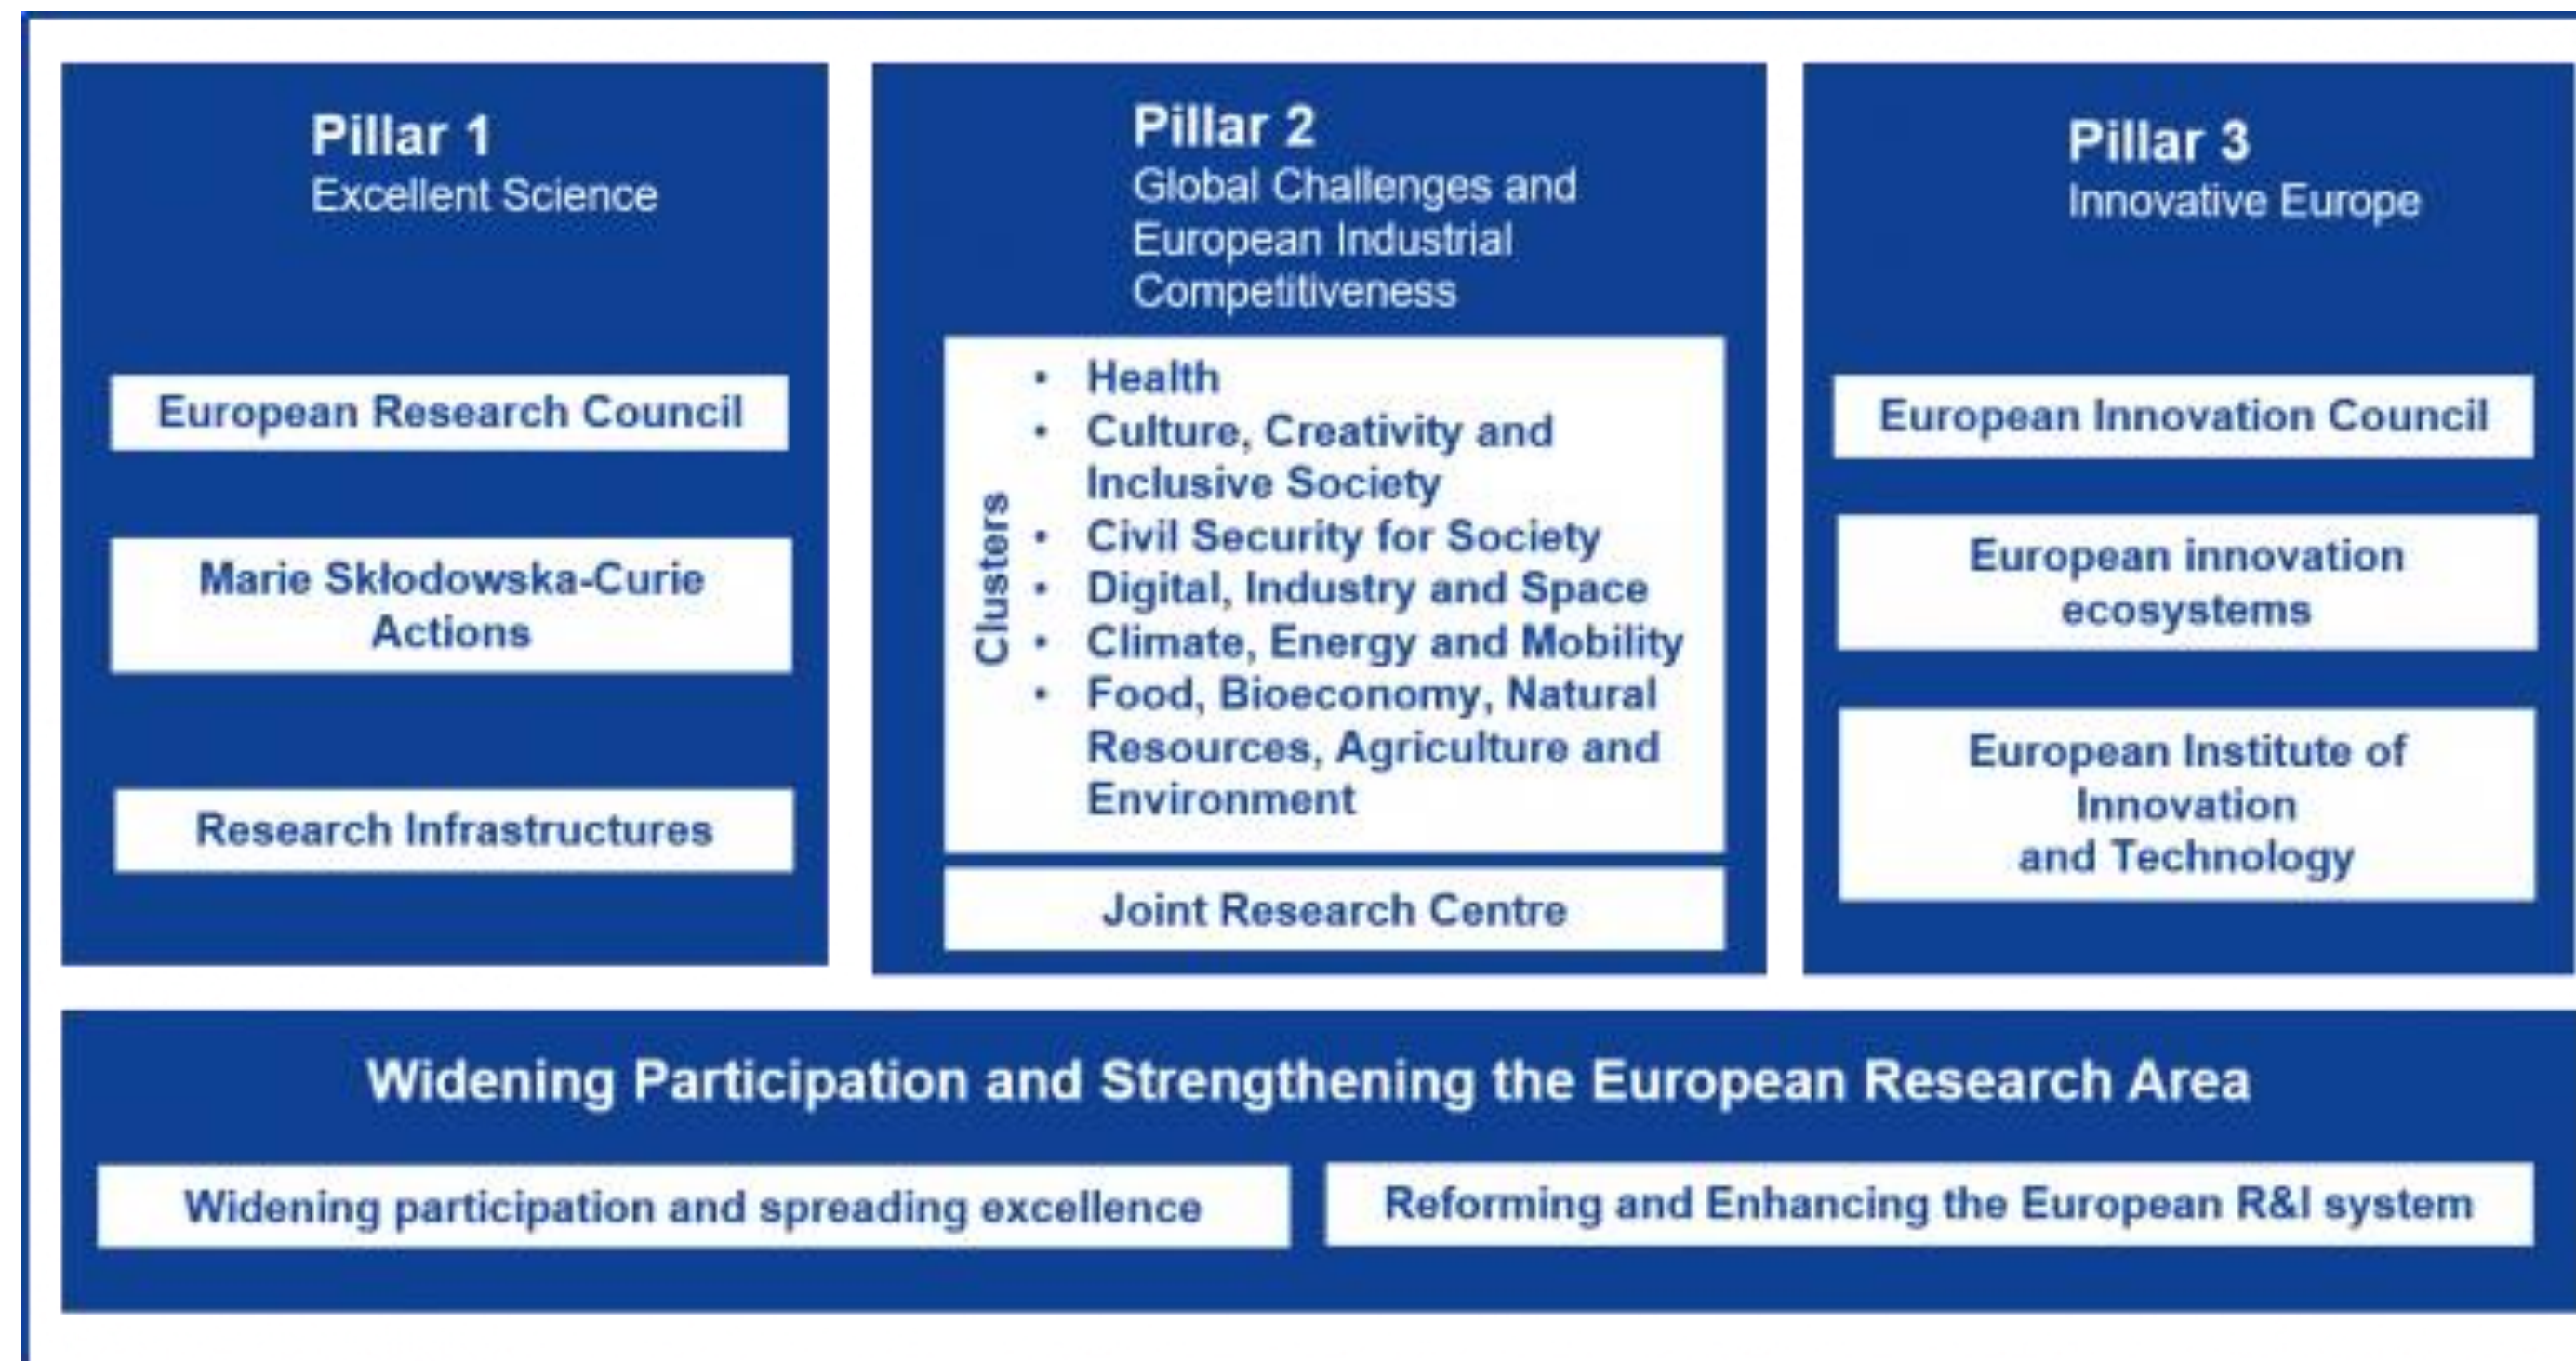 Pillar 1
Excellent Science
European Research Council
Marie Skłodowska-Curie
Actions
Research Infrastructures
Pillar 2
Global Challenges and
European Industrial
Competitiveness
Clusters
• Health
• Culture, Creativity and
Inclusive Society
• Civil Security for Society
• Digital, Industry and Space
• Climate, Energy and Mobility
• Food, Bioeconomy, Natural
Resources, Agriculture and
Environment
Joint Research Centre
Pillar 3
Innovative Europe
European Innovation Council
European innovation
ecosystems
European Institute of
Innovation
and Technology
Widening Participation and Strengthening the European Research Area
Widening participation and spreading excellence
Reforming and Enhancing the European R&I system